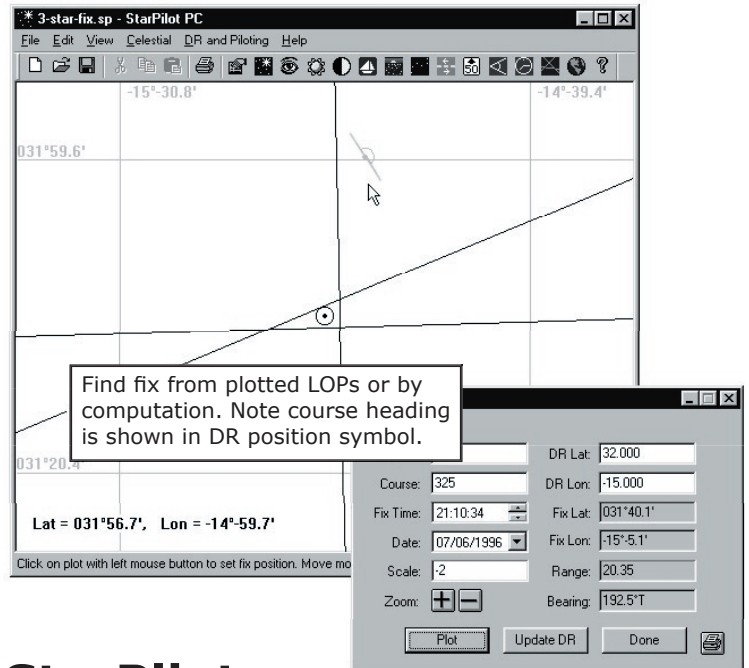 3-star-fix.sp - StarPilot PC
File Edit View Celestial DR and Piloting Help
50
-15°-30.8' -14°-39.4'
031°59.6'
Find fix from plotted LOPs or by
computation. Note course heading
is shown in DR position symbol.
031°20.4'
Lat = 031°56.7', Lon = -14°-59.7'
Click on plot with left mouse button to set fix position. Move mo
DR Lat: 32.000
Course: 325 DR Lon: -15.000
Fix Time: 21:10:34 Fix Lat: 031°40.1'
Date: 07/06/1996 Fix Lon: -15°-5.1'
Scale: -2 Range: 20.35
Zoom: + - Bearing: 192.5°T
Plot Update DR Done